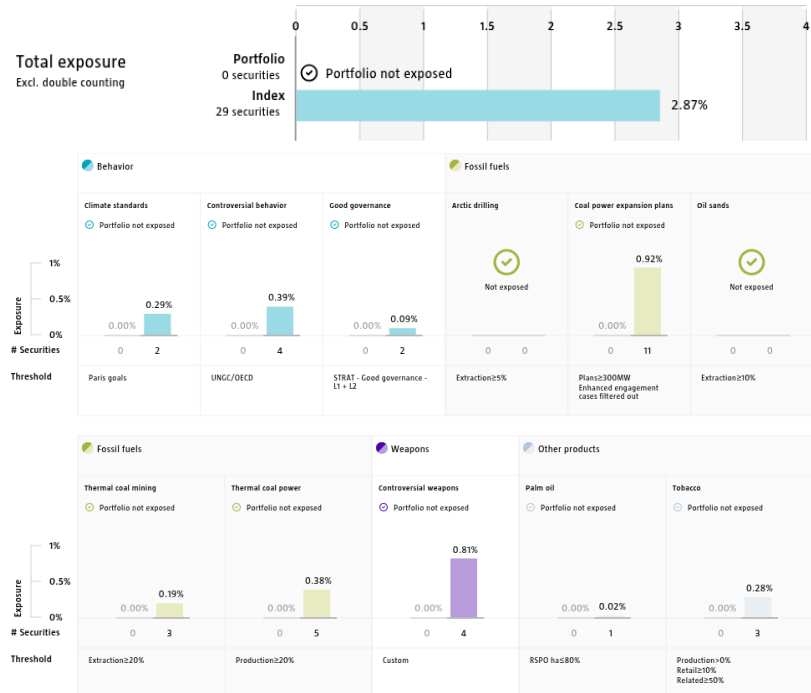 0 0.5 1 1.5 2 2.5 3 3.5 4
Total exposure
Excl. double counting
Portfolio
0 securities
Portfolio not exposed
Index
29 securities
2.87%
Behavior
Fossil fuels
Climate standards
Controversial behavior
Good governance
Arctic drilling
Coal power expansion plans
Oil sands
Portfolio not exposed
Portfolio not exposed
Portfolio not exposed
Portfolio not exposed
Not exposed
Not exposed
Exposure
1%
0.5%
0%
0.00% 0.29%
0.00% 0.39%
0.00% 0.09%
0.00% 0.92%
# Securities
0 2
0 4
0 2
0 0
0 11
0 0
Threshold
Paris goals
UNGC/OECD
STRAT - Good governance -
L1 + L2
Extraction≥5%
Plans≥300MW
Enhanced engagement
cases filtered out
Extraction≥10%
Fossil fuels
Weapons
Other products
Thermal coal mining
Thermal coal power
Controversial weapons
Palm oil
Tobacco
Portfolio not exposed
Portfolio not exposed
Portfolio not exposed
Portfolio not exposed
Portfolio not exposed
Exposure
1%
0.5%
0%
0.00% 0.19%
0.00% 0.38%
0.00% 0.81%
0.00% 0.02%
0.00% 0.28%
# Securities
0 3
0 5
0 4
0 1
0 3
Threshold
Extraction≥20%
Production≥20%
Custom
RSPO ha≤80%
Production>0%
Retail≥10%
Related≥50%